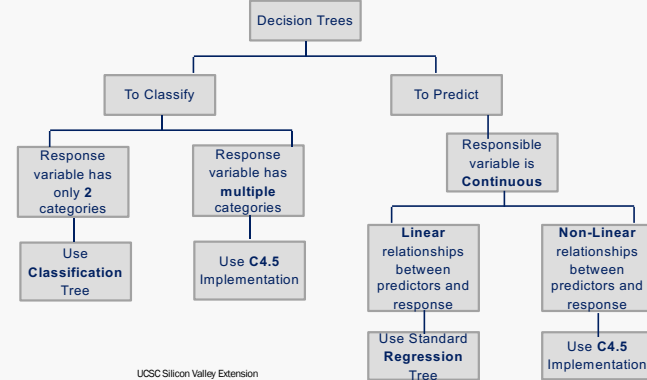 Decision Trees
To Classify
To Predict
Response
variable has
only 2
categories
Response
variable has
multiple
categories
Responsible
variable is
Continuous
Use
Classification
Tree
Use C4.5
Implementation
Linear
relationships
between
predictors and
response
Non-Linear
relationships
between
predictors and
response
Use Standard
Regression
Tree
Use C4.5
Implementation
UCSC Silicon Valley Extension